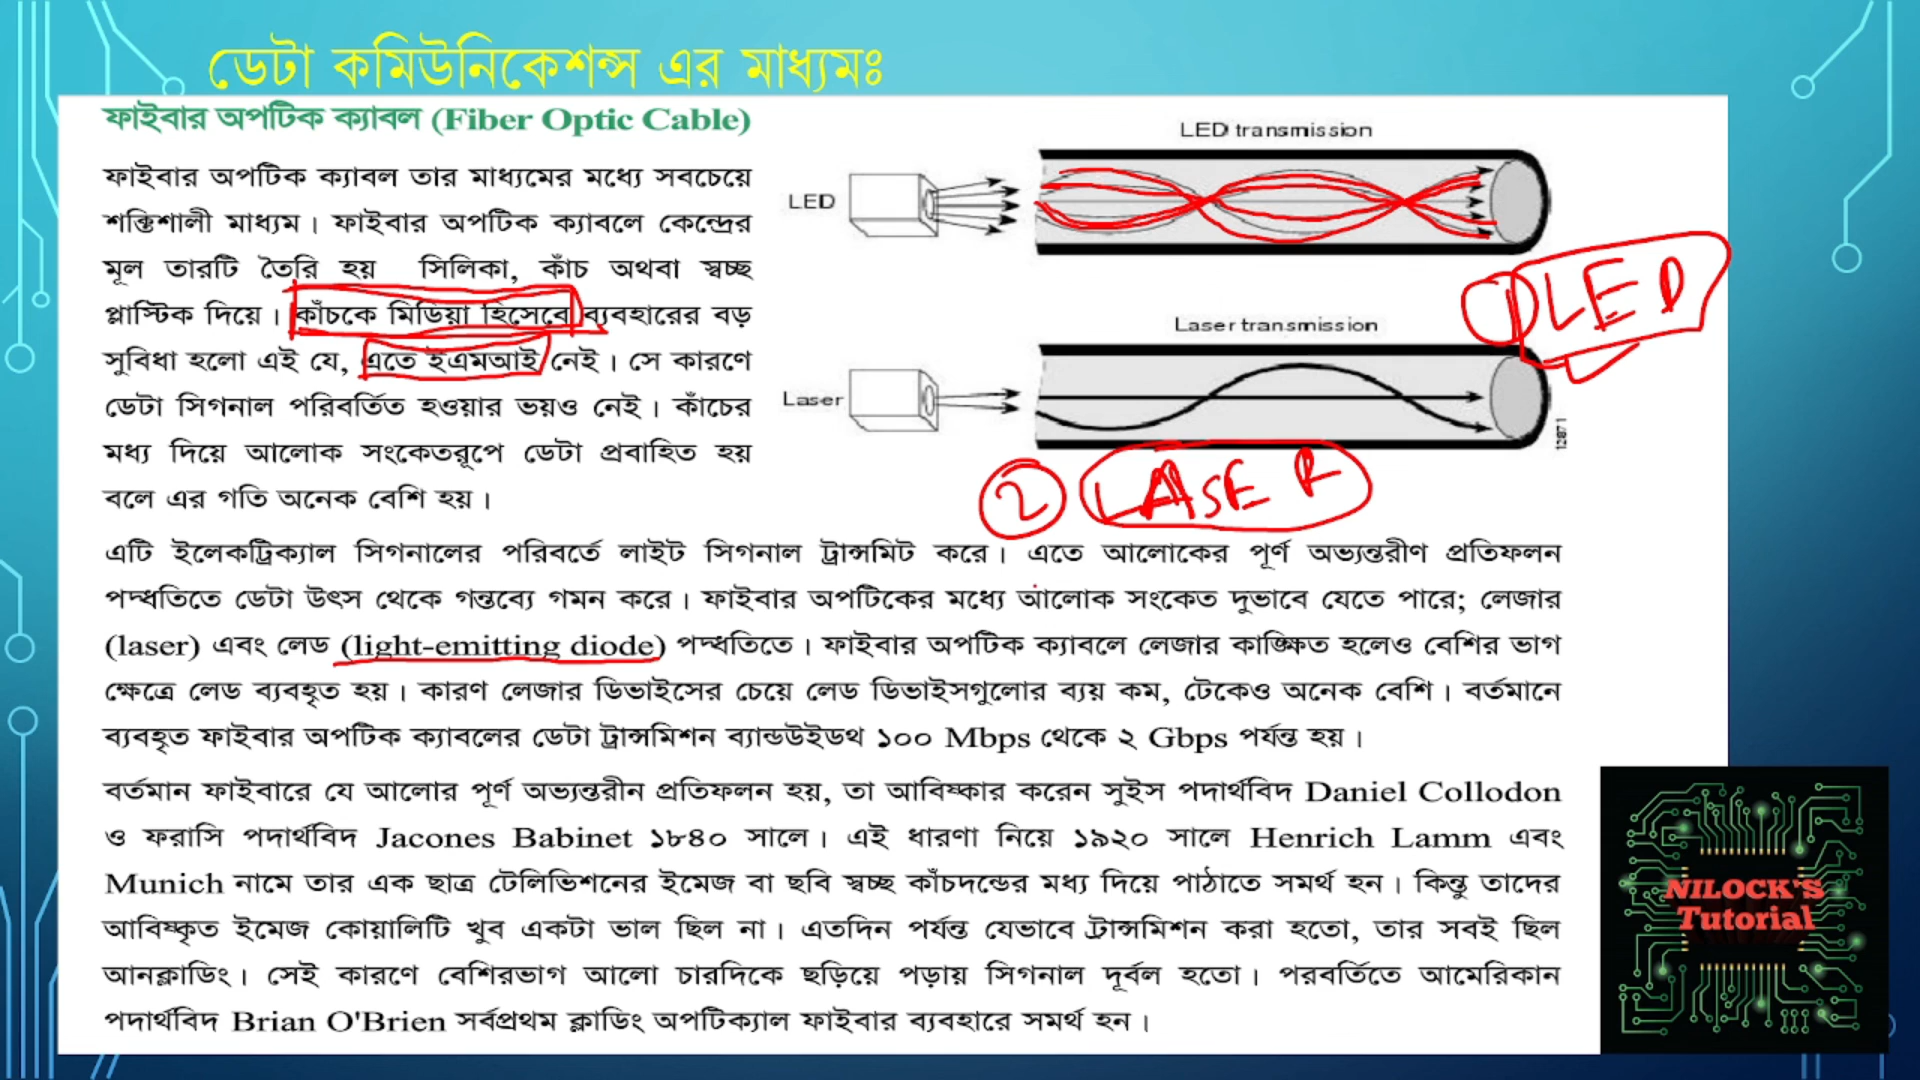 ডেটা কমিউনিকেশন্স এর মাধ্যমঃ
ফাইবার অপটিক ক্যাবল (Fiber Optic Cable)
ফাইবার অপটিক ক্যাবল তার মাধ্যমের মধ্যে সবচেয়ে
শক্তিশালী মাধ্যম। ফাইবার অপটিক ক্যাবলে কেন্দ্রের
মূল তারটি তৈরি হয় সিলিকা, কাঁচ অথবা স্বচ্ছ
প্লাস্টিক দিয়ে। কাঁচকে মিডিয়া হিসেবে ব্যবহারের বড়
সুবিধা হলো এই যে, এতে ইএমআই নেই। সে কারণে
ডেটা সিগনাল পরিবর্তিত হওয়ার ভয়ও নেই। কাঁচের
মধ্য দিয়ে আলোক সংকেতরূপে ডেটা প্রবাহিত হয়
বলে এর গতি অনেক বেশি হয়।
LED transmission
LED
1 LED
Laser transmission
Laser
12871
2 LASER
এটি ইলেকট্রিক্যাল সিগনালের পরিবর্তে লাইট সিগনাল ট্রান্সমিট করে। এতে আলোকের পূর্ণ অভ্যন্তরীণ প্রতিফলন
পদ্ধতিতে ডেটা উৎস থেকে গন্তব্যে গমন করে। ফাইবার অপটিকের মধ্যে আলোক সংকেত দুভাবে যেতে পারে; লেজার
(laser) এবং লেড (light-emitting diode) পদ্ধতিতে। ফাইবার অপটিক ক্যাবলে লেজার কাঙ্ক্ষিত হলেও বেশির ভাগ
ক্ষেত্রে লেড ব্যবহৃত হয়। কারণ লেজার ডিভাইসের চেয়ে লেড ডিভাইসগুলোর ব্যয় কম, টেকেও অনেক বেশি। বর্তমানে
ব্যবহৃত ফাইবার অপটিক ক্যাবলের ডেটা ট্রান্সমিশন ব্যান্ডউইডথ ১০০ Mbps থেকে ২ Gbps পর্যন্ত হয়।
বর্তমান ফাইবারে যে আলোর পূর্ণ অভ্যন্তরীন প্রতিফলন হয়, তা আবিষ্কার করেন সুইস পদার্থবিদ Daniel Collodon
ও ফরাসি পদার্থবিদ Jacones Babinet ১৮৪০ সালে। এই ধারণা নিয়ে ১৯২০ সালে Henrich Lamm এবং
Munich নামে তার এক ছাত্র টেলিভিশনের ইমেজ বা ছবি স্বচ্ছ কাঁচদন্ডের মধ্য দিয়ে পাঠাতে সমর্থ হন। কিন্তু তাদের
আবিষ্কৃত ইমেজ কোয়ালিটি খুব একটা ভাল ছিল না। এতদিন পর্যন্ত যেভাবে ট্রান্সমিশন করা হতো, তার সবই ছিল
আনক্লাডিং। সেই কারণে বেশিরভাগ আলো চারদিকে ছড়িয়ে পড়ায় সিগনাল দূর্বল হতো। পরবর্তিতে আমেরিকান
পদার্থবিদ Brian O'Brien সর্বপ্রথম ক্লাডিং অপটিক্যাল ফাইবার ব্যবহারে সমর্থ হন।
NILOCK'S
Tutorial